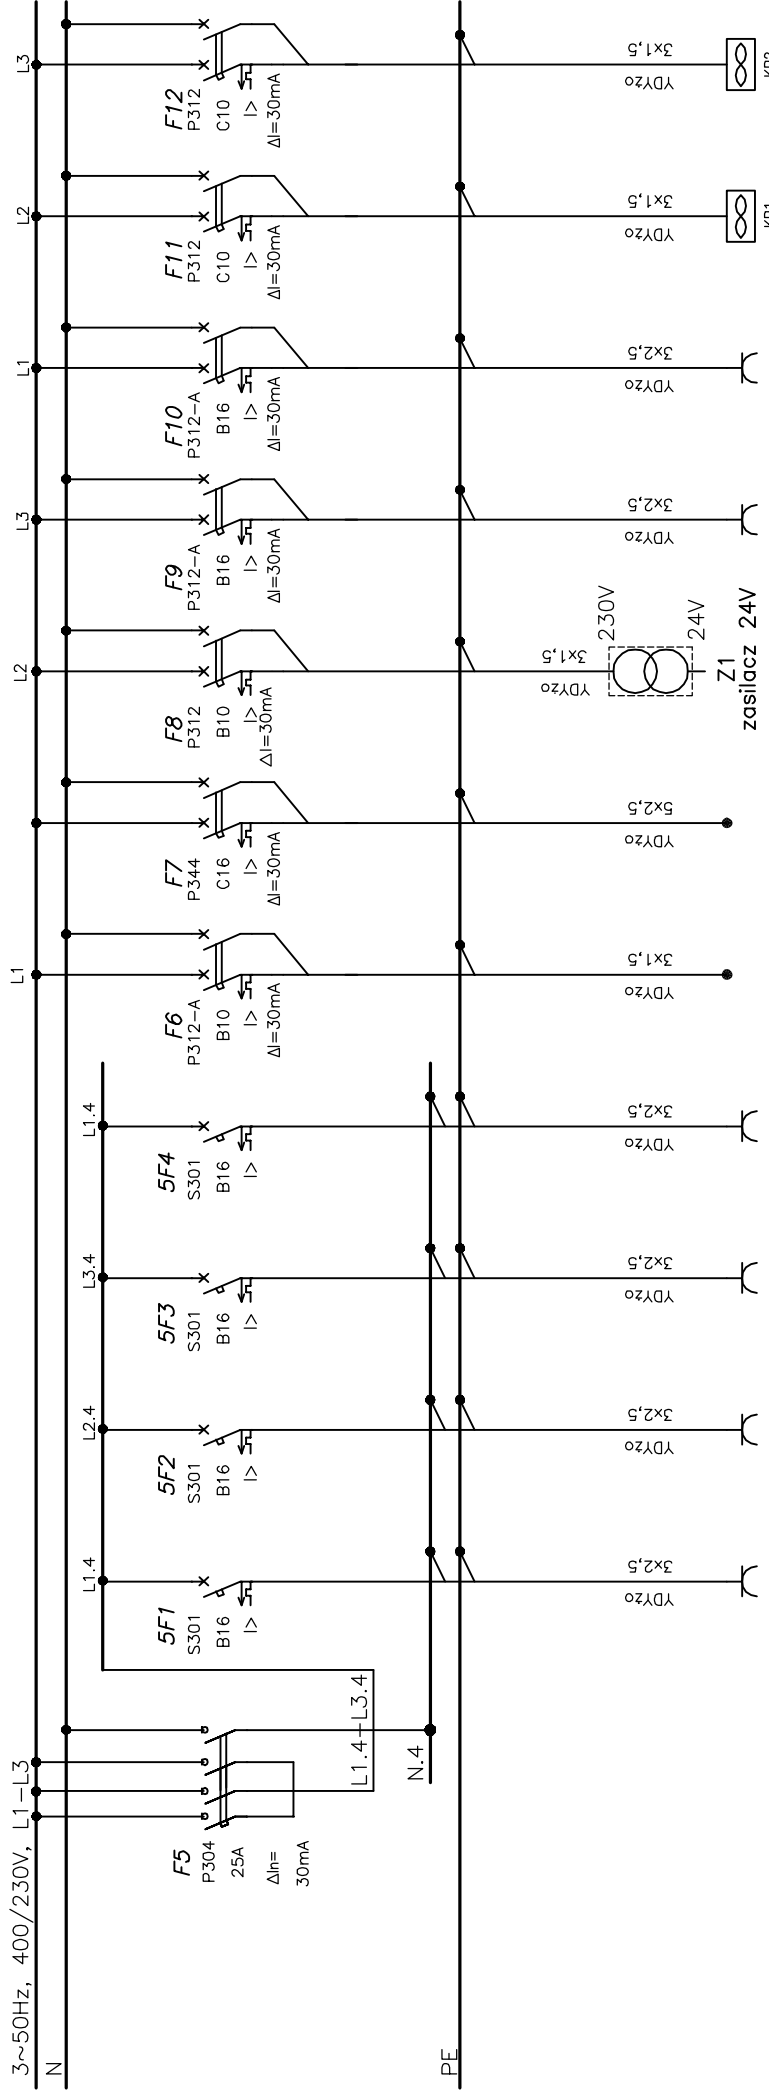 3~50Hz, 400/230V, L1-L3
N
PE
F5
P304
25A
ΔIn=
30mA
L1.4-L3.4
N.4
L1.4
5F1
S301
B16
I>
YDYżo
3x2,5
L2.4
5F2
S301
B16
I>
YDYżo
3x2,5
L3.4
5F3
S301
B16
I>
YDYżo
3x2,5
L1.4
5F4
S301
B16
I>
YDYżo
3x2,5
L1
F6
P312-A
B10
I>
ΔI=30mA
YDYżo
3x1,5
F7
P344
C16
I>
ΔI=30mA
YDYżo
5x2,5
L2
F8
P312
B10
I>
ΔI=30mA
YDYżo
3x1,5
230V
24V
Z1
zasilacz 24V
L3
F9
P312-A
B16
I>
ΔI=30mA
YDYżo
3x2,5
L1
F10
P312-A
B16
I>
ΔI=30mA
YDYżo
3x2,5
L2
F11
P312
C10
I>
ΔI=30mA
YDYżo
3x1,5
L3
F12
P312
C10
I>
ΔI=30mA
YDYżo
3x1,5